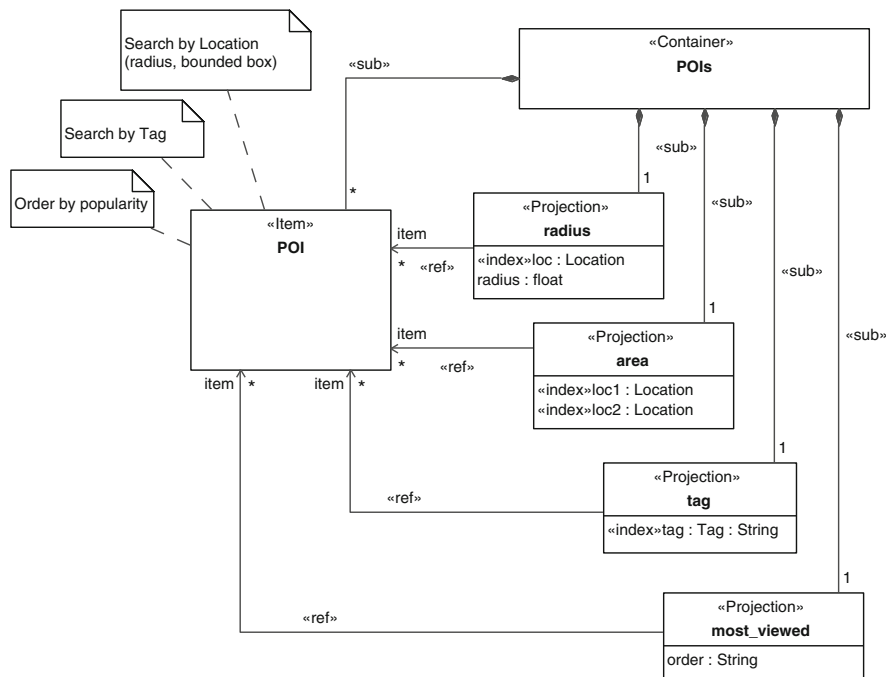 Search by Location
(radius, bounded box)
Search by Tag
Order by popularity
«sub»
«Container»
POIs
«sub»
*
1
«Item»
POI
«Projection»
radius
«index»loc : Location
radius : float
item
*
«ref»
«sub»
«sub»
1
«sub»
item
*
«ref»
«Projection»
area
«index»loc1 : Location
«index»loc2 : Location
item
*
item
*
1
«ref»
«Projection»
tag
«index»tag : Tag : String
1
«ref»
«Projection»
most_viewed
order : String